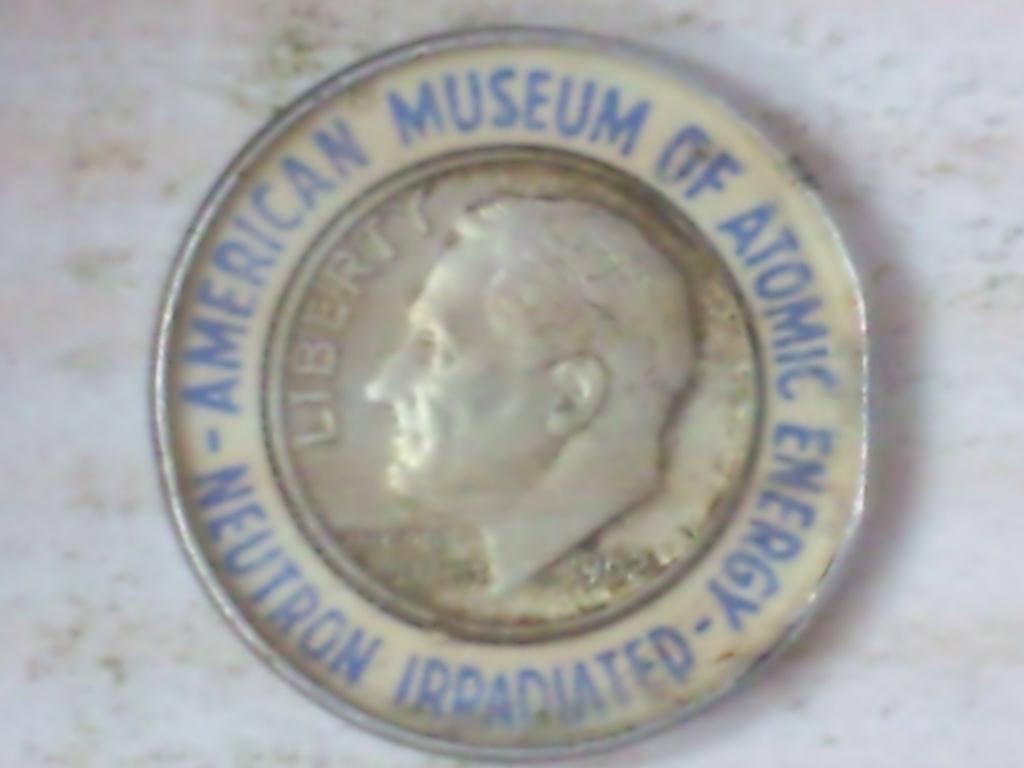 AMERICAN MUSEUM OF ATOMIC ENERGY -
NEUTRON IRRADIATED -
LIBERTY